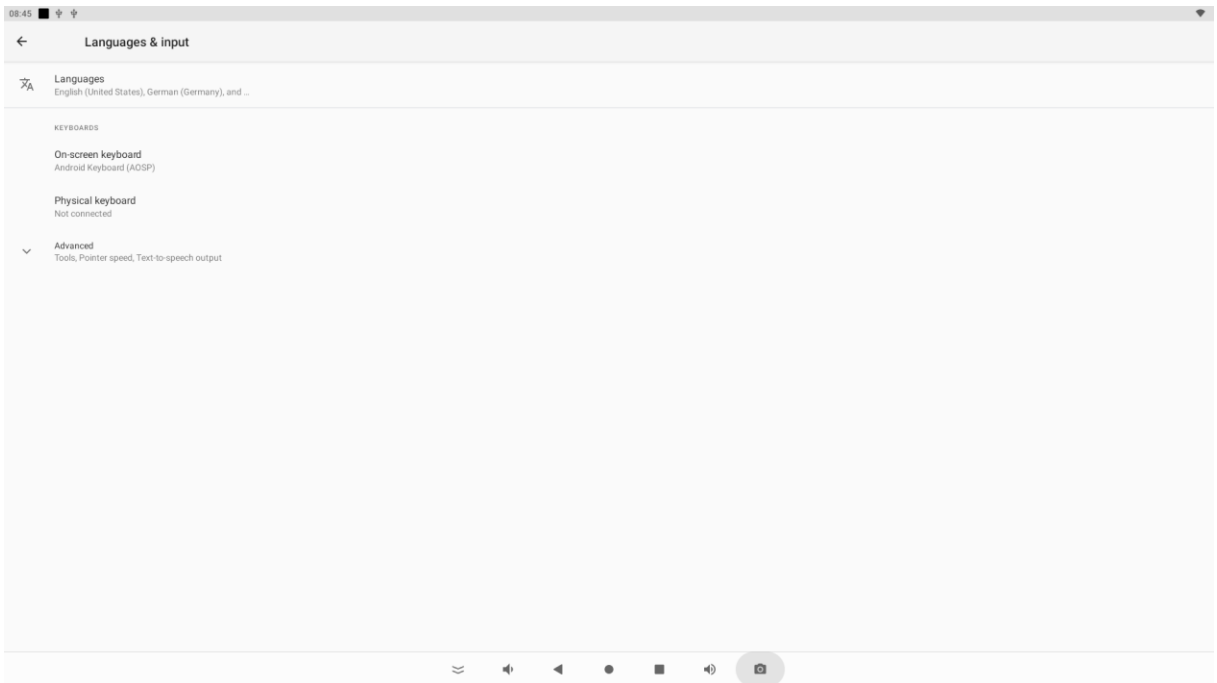 08:45
Languages & input
Languages
English (United States), German (Germany), and ...
KEYBOARDS
On-screen keyboard
Android Keyboard (AOSP)
Physical keyboard
Not connected
Advanced
Tools, Pointer speed, Text-to-speech output